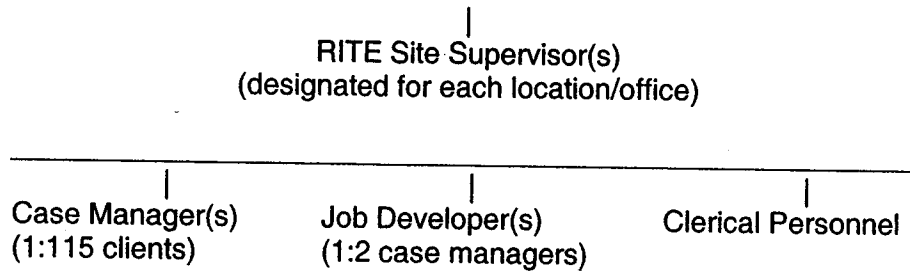 RITE Site Supervisor(s)
(designated for each location/office)
Case Manager(s)
(1:115 clients)
Job Developer(s)
(1:2 case managers)
Clerical Personnel